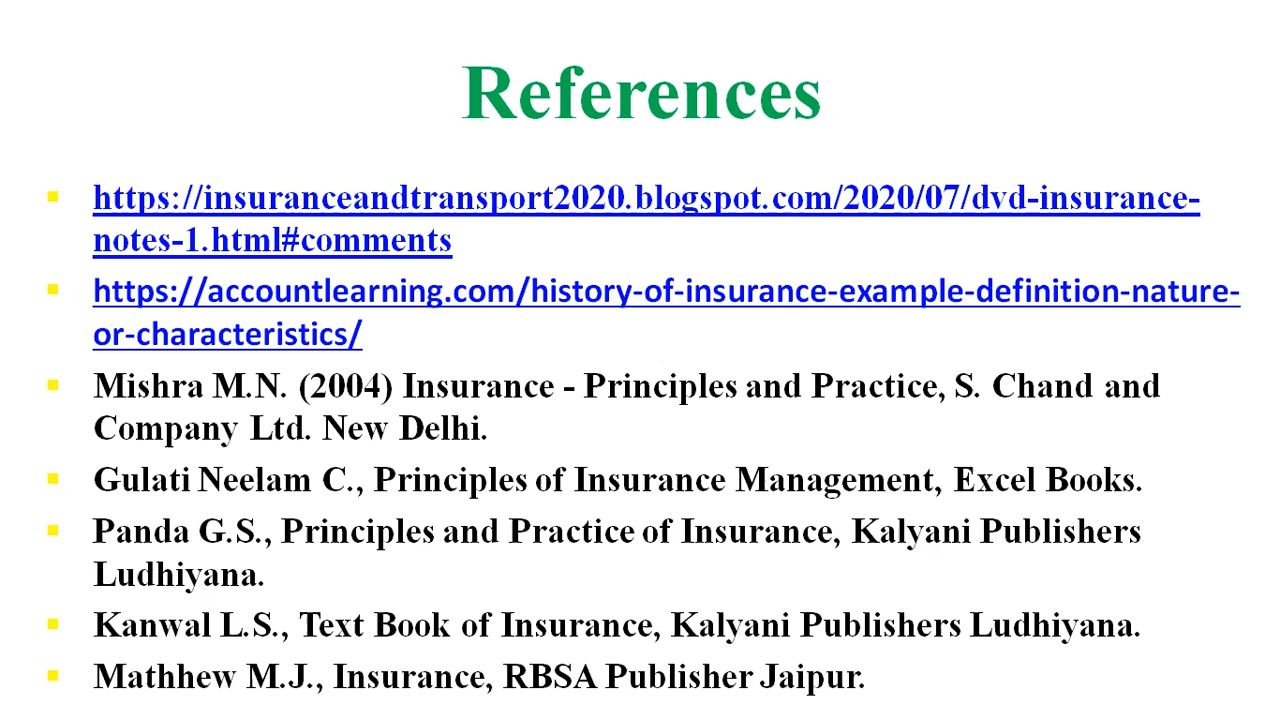 References
https://insuranceandtransport2020.blogspot.com/2020/07/dvd-insurance-
notes-1.html#comments
https://accountlearning.com/history-of-insurance-example-definition-nature-
or-characteristics/
Mishra M.N. (2004) Insurance - Principles and Practice, S. Chand and
Company Ltd. New Delhi.
Gulati Neelam C., Principles of Insurance Management, Excel Books.
Panda G.S., Principles and Practice of Insurance, Kalyani Publishers
Ludhiyana.
Kanwal L.S., Text Book of Insurance, Kalyani Publishers Ludhiyana.
Mathhew M.J., Insurance, RBSA Publisher Jaipur.